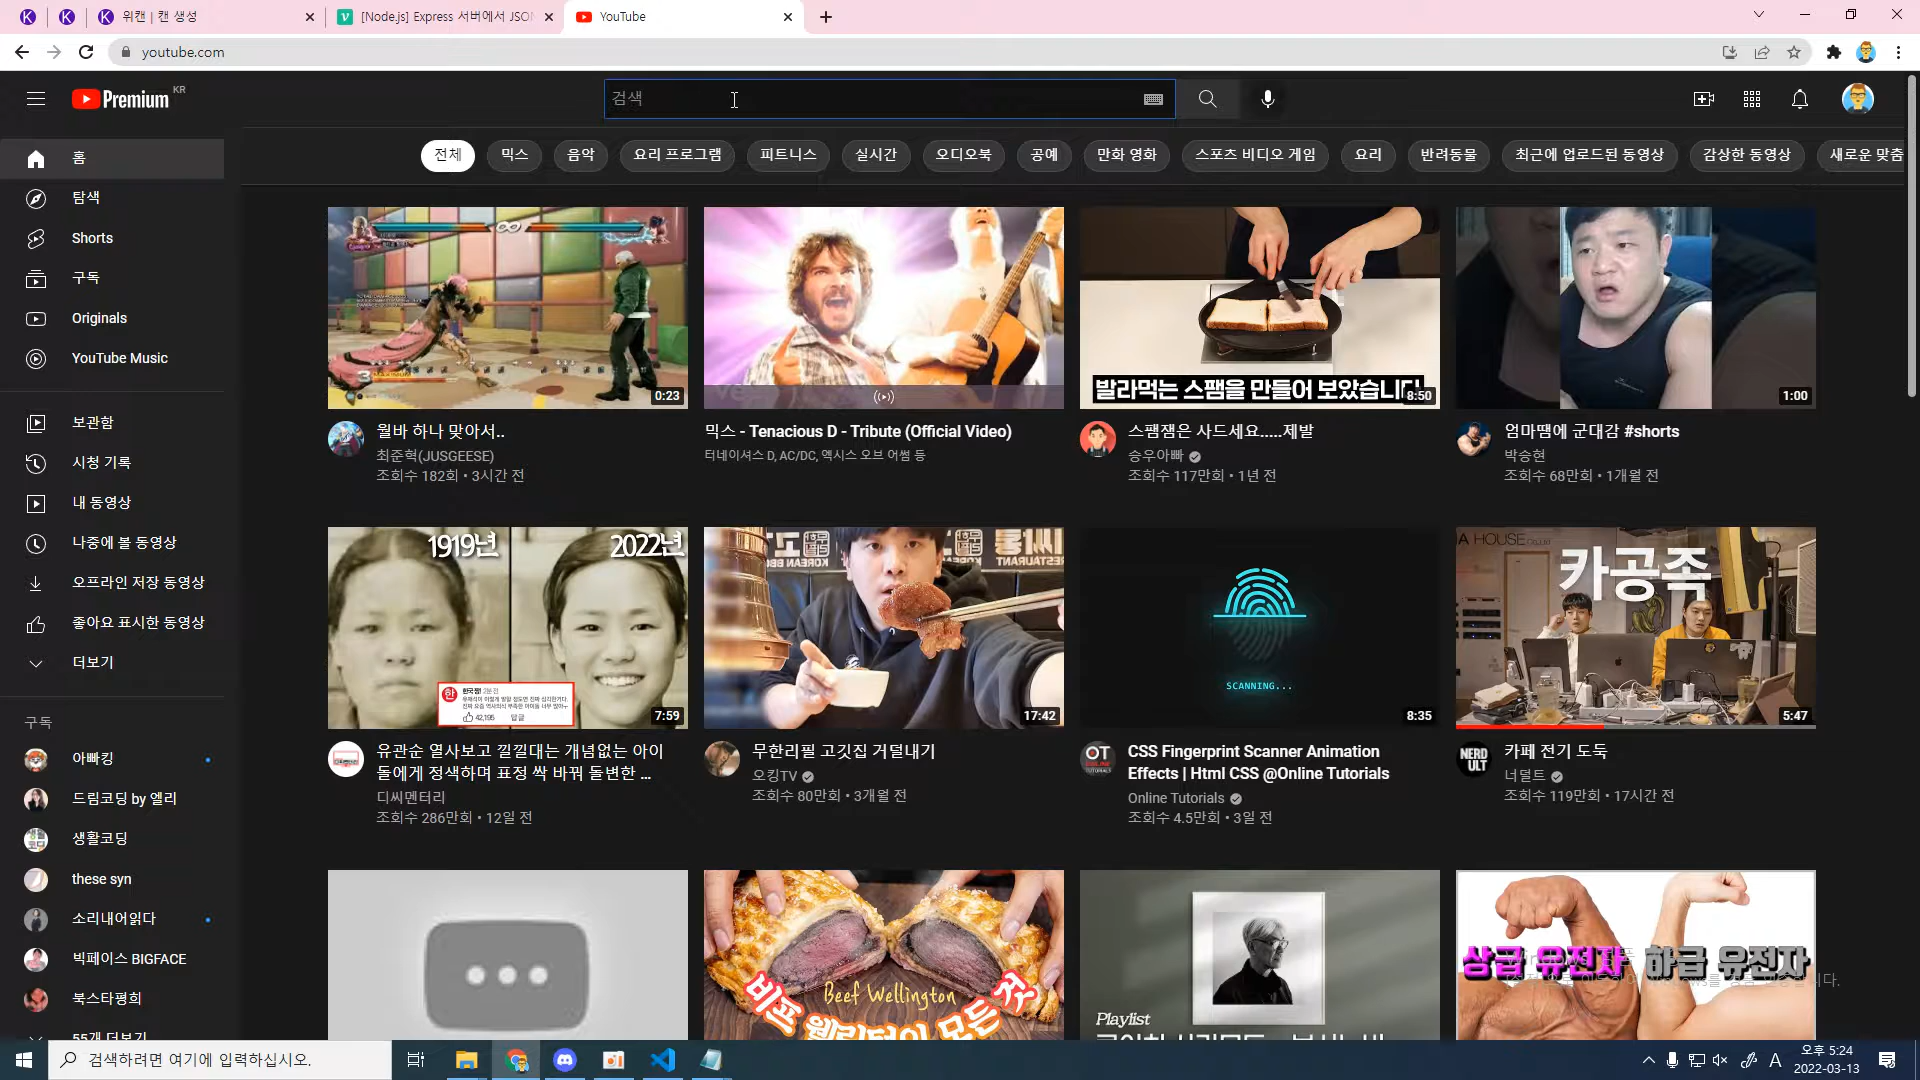 위캔 | 캔 생성
[Node.js] Express 서버에서 JSO
YouTube
youtube.com
Premium KR
검색
전체
믹스
음악
요리 프로그램
피트니스
실시간
오디오북
공예
만화 영화
스포츠 비디오 게임
요리
반려동물
최근에 업로드된 동영상
감상한 동영상
새로운 맞춤
홈
탐색
Shorts
구독
Originals
YouTube Music
보관함
시청 기록
내 동영상
나중에 볼 동영상
오프라인 저장 동영상
좋아요 표시한 동영상
더보기
구독
아빠킹
드림코딩 by 엘리
생활코딩
these syn
소리내어읽다
빅페이스 BIGFACE
북스타평희
55개 더보기
0:23
월바 하나 맞아서..
최준혁(JUSGEESE)
조회수 182회 • 3시간 전
믹스 - Tenacious D - Tribute (Official Video)
터네이셔스 D, AC/DC, 액시스 오브 어썸 등
발라먹는 스팸을 만들어 보았습니다
8:50
스팸잼은 사드세요.....제발
승우아빠
조회수 117만회 • 1년 전
1:00
엄마땜에 군대감 #shorts
박승현
조회수 68만회 • 1개월 전
1919년
2022년
42,195 답글
7:59
유관순 열사보고 낄낄대는 개념없는 아이
돌에게 정색하며 표정 싹 바꿔 돌변한 ...
디씨멘터리
조회수 286만회 • 12일 전
17:42
무한리필 고깃집 거덜내기
오킹TV
조회수 80만회 • 3개월 전
SCANNING...
8:35
CSS Fingerprint Scanner Animation
Effects | Html CSS @Online Tutorials
Online Tutorials
조회수 4.5만회 • 3일 전
A HOUSE
카공족
5:47
NERD
ULT
카페 전기 도둑
너덜트
조회수 119만회 • 17시간 전
Beef Wellington
비프 웰링턴의 모든 것
Playlist
상급 유전자 하급 유전자
검색하려면 여기에 입력하십시오.
A
오후 5:24
2022-03-13